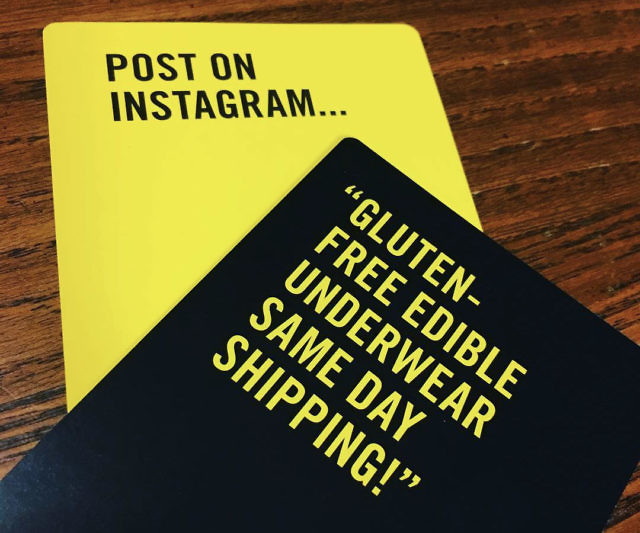 POST ON
INSTAGRAM...
“GLUTEN-
FREE EDIBLE
UNDERWEAR
SAME DAY
SHIPPING!”